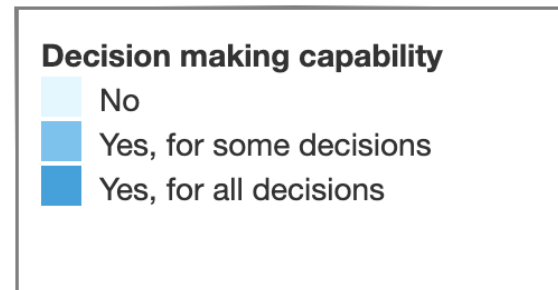 Decision making capability
No
Yes, for some decisions
Yes, for all decisions